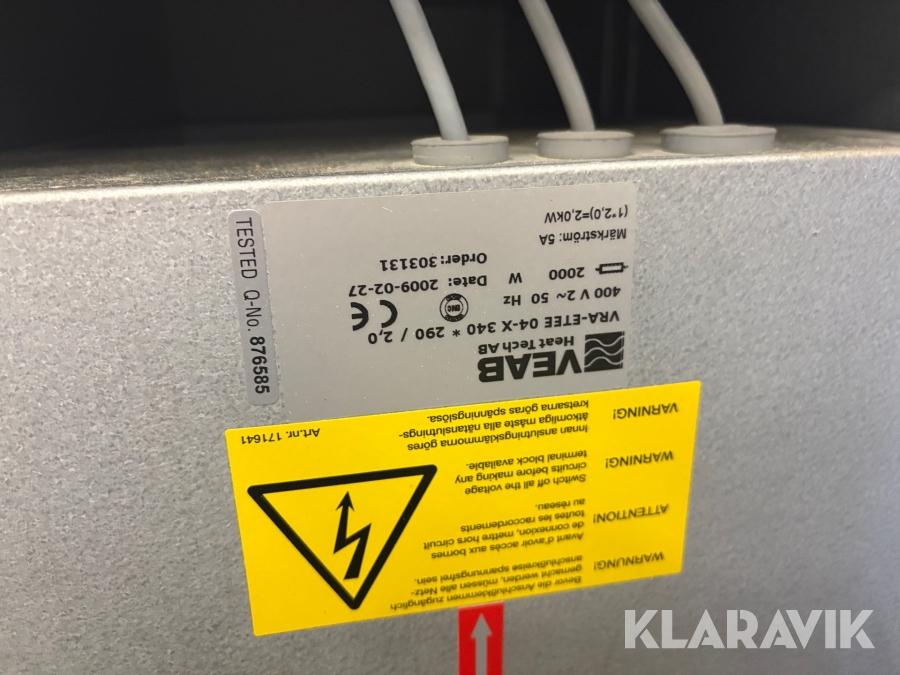 VEAB
Heat Tech AB
VRA-ETEE 04-X 340 * 290 / 2,0
400 V 2~ 50 Hz
2000 W
Märkström: 5A
(1*2,0)=2,0kW
EMC
CE
Date: 2009-02-27
Order: 303131
TESTED Q-No. 876585
Art.nr. 171641
VARNING!
Innan anslutningsklämmorna göres
åtkomliga måste alla nätanslutnings-
kretsarna göras spänningslösa.
WARNING!
Switch off all the voltage
circuits before making any
terminal block available.
ATTENTION!
Avant d'avoir accès aux bornes
de connexion, mettre hors circuit
toutes les raccordements
au réseau.
WARNUNG!
Bevor die Anschlußklemmen zugänglich
gemacht werden, müssen alle Netz-
anschlußkreise spannungsfrei sein.
KLARAVIK